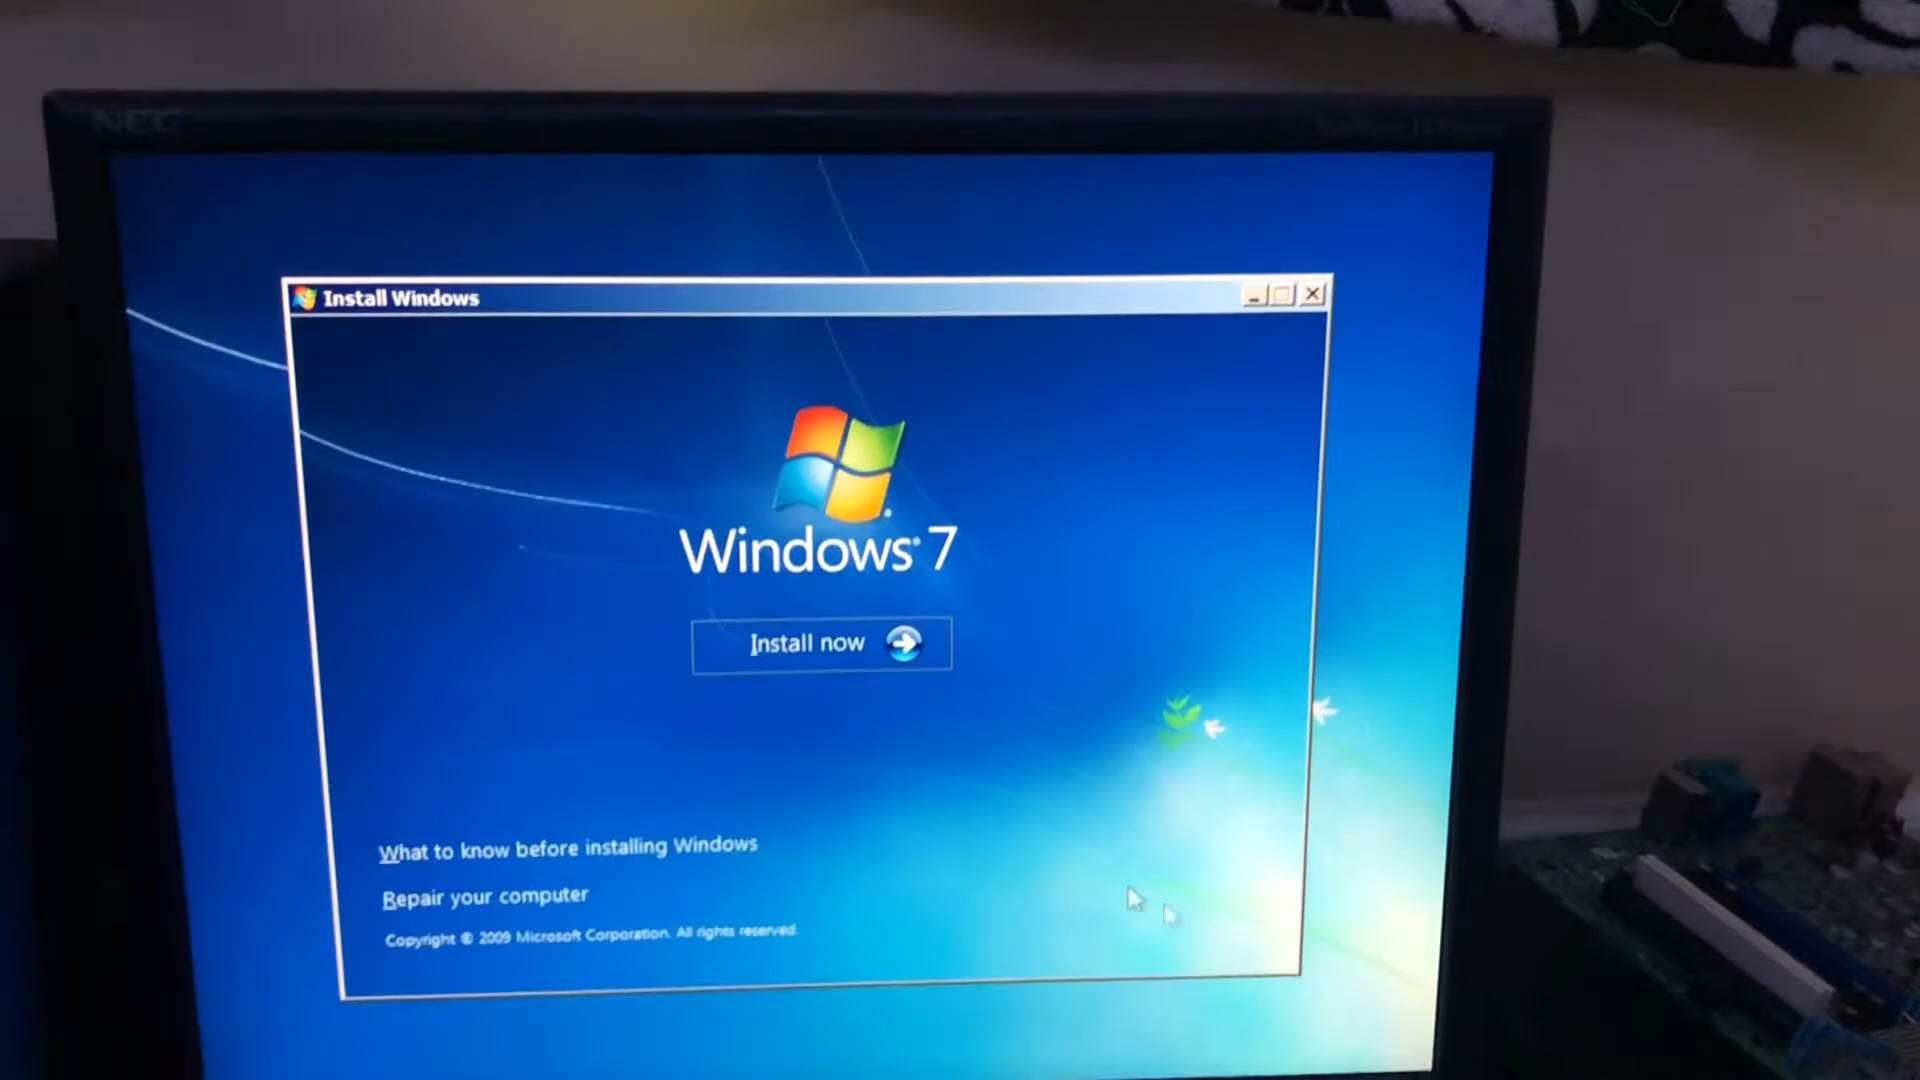 NEC
Install Windows
Windows® 7
Install now
What to know before installing Windows
Repair your computer
Copyright © 2009 Microsoft Corporation. All rights reserved.